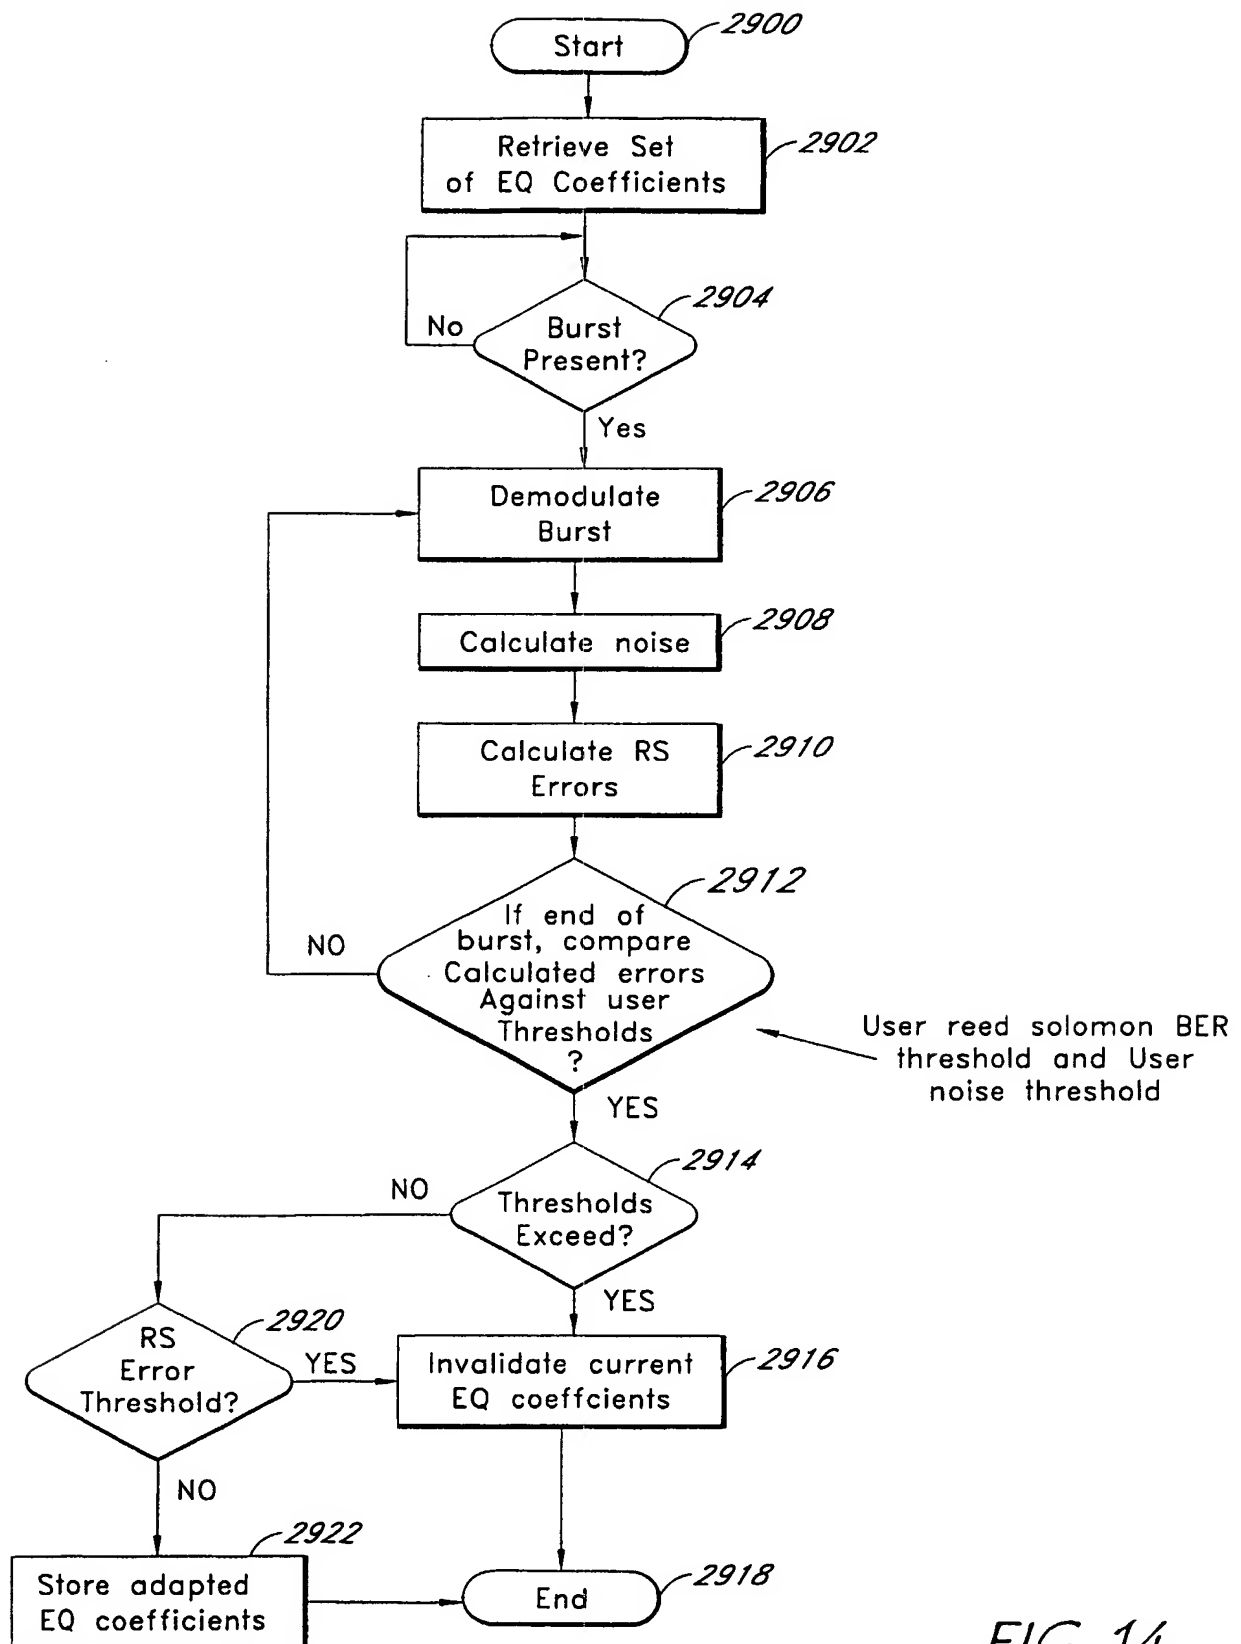 Start
2900
Retrieve Set
of EQ Coefficients
2902
2904
No
Burst
Present?
Yes
Demodulate
Burst
2906
Calculate noise
2908
Calculate RS
Errors
2910
2912
NO
If end of
burst, compare
Calculated errors
Against user
Thresholds
?
User reed solomon BER
threshold and User
noise threshold
YES
2914
NO
Thresholds
Exceed?
YES
2920
RS
Error
Threshold?
YES
Invalidate current
EQ coeffcients
2916
NO
2922
Store adapted
EQ coefficients
End
2918
FIG. 14